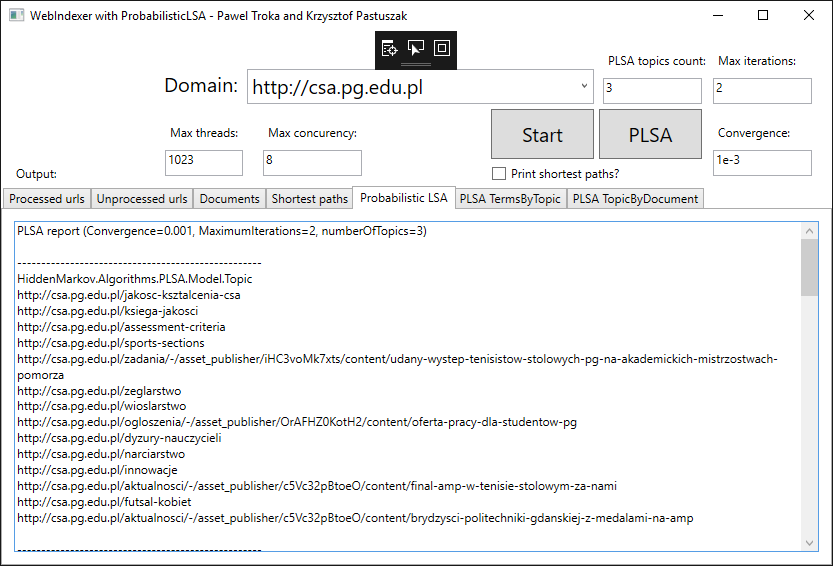 WebIndexer with ProbabilisticLSA - Pawel Troka and Krzysztof Pastuszak
PLSA topics count: Max iterations:
Domain: http://csa.pg.edu.pl 3 2
Max threads: Max concurency: Start PLSA Convergence:
1023 8 1e-3
Output: Print shortest paths?
Processed urls Unprocessed urls Documents Shortest paths Probabilistic LSA PLSA TermsByTopic PLSA TopicByDocument
PLSA report (Convergence=0.001, MaximumIterations=2, numberOfTopics=3)
--------------------------------------------------
HiddenMarkov.Algorithms.PLSA.Model.Topic
http://csa.pg.edu.pl/jakosc-ksztalcenia-csa
http://csa.pg.edu.pl/ksiega-jakosci
http://csa.pg.edu.pl/assessment-criteria
http://csa.pg.edu.pl/sports-sections
http://csa.pg.edu.pl/zadania/-/asset_publisher/iHC3voMk7xts/content/udany-wystep-tenisistow-stolowych-pg-na-akademickich-mistrzostwach-
pomorza
http://csa.pg.edu.pl/zeglarstwo
http://csa.pg.edu.pl/wioslarstwo
http://csa.pg.edu.pl/ogloszenia/-/asset_publisher/OrAFHZ0KotH2/content/oferta-pracy-dla-studentow-pg
http://csa.pg.edu.pl/dyzury-nauczycieli
http://csa.pg.edu.pl/narciarstwo
http://csa.pg.edu.pl/innowacje
http://csa.pg.edu.pl/aktualnosci/-/asset_publisher/c5Vc32pBtoeO/content/final-amp-w-tenisie-stolowym-za-nami
http://csa.pg.edu.pl/futsal-kobiet
http://csa.pg.edu.pl/aktualnosci/-/asset_publisher/c5Vc32pBtoeO/content/brydzysci-politechniki-gdanskiej-z-medalami-na-amp
--------------------------------------------------